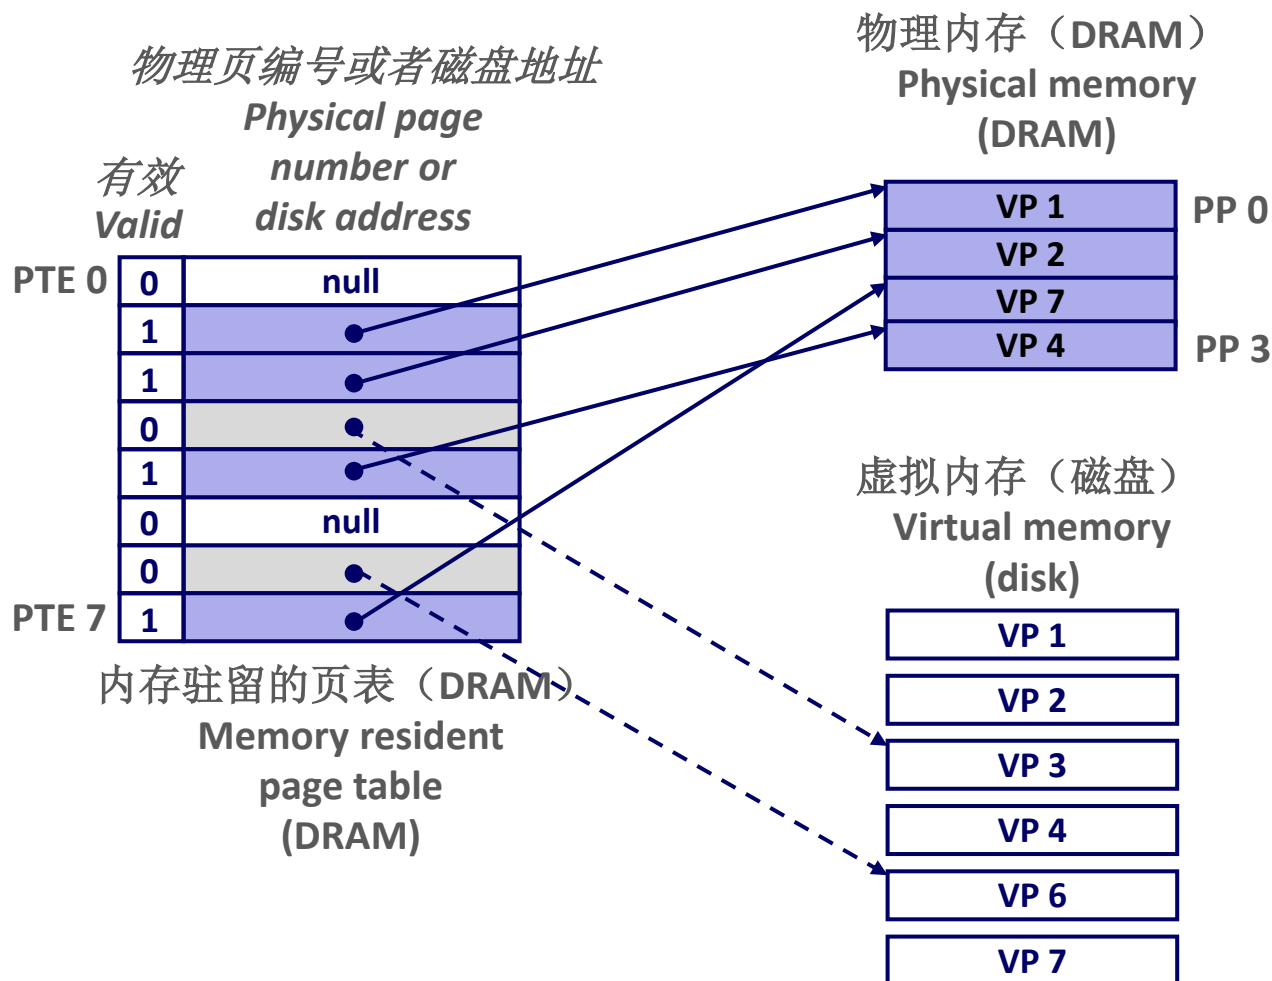 物理页编号或者磁盘地址
Physical page
number or
disk address
有效
Valid
PTE 0
0
null
1
1
0
1
0
null
0
PTE 7
1
内存驻留的页表（DRAM）
Memory resident
page table
(DRAM)
物理内存（DRAM）
Physical memory
(DRAM)
VP 1
PP 0
VP 2
VP 7
VP 4
PP 3
虚拟内存（磁盘）
Virtual memory
(disk)
VP 1
VP 2
VP 3
VP 4
VP 6
VP 7